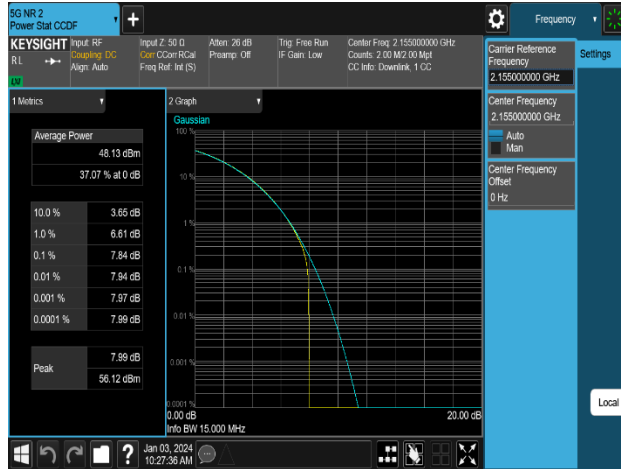 5G NR 2
Power Stat CCDF
Frequency
KEYSIGHT
RL
LW
Input: RF
Coupling: DC
Align: Auto
Input Z: 50 Ω
Corr CCorr RCal
Freq Ref: Int (S)
Atten: 26 dB
Preamp: Off
Trig: Free Run
IF Gain: Low
Center Freq: 2.155000000 GHz
Counts: 2.00 M/2.00 Mpt
CC Info: Downlink, 1 CC
Carrier Reference
Frequency
2.155000000 GHz
Settings
Center Frequency
2.155000000 GHz
Auto
Man
Center Frequency
Offset
0 Hz
1 Metrics
Average Power
48.13 dBm
37.07 % at 0 dB
10.0 % 3.65 dB
1.0 % 6.61 dB
0.1 % 7.84 dB
0.01 % 7.94 dB
0.001 % 7.97 dB
0.0001 % 7.99 dB
Peak
7.99 dB
56.12 dBm
2 Graph
Gaussian
100 %
10 %
1 %
0.1 %
0.01 %
0.001 %
0.0001 %
0.00 dB 20.00 dB
Info BW 15.000 MHz
Local
?
Jan 03, 2024
10:27:36 AM